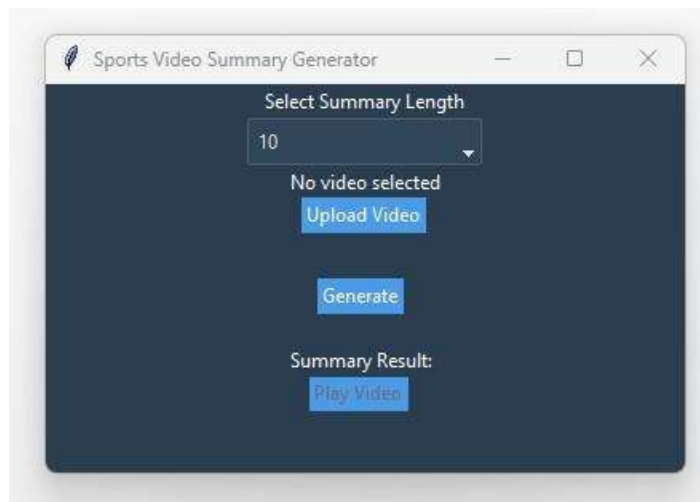 Sports Video Summary Generator
Select Summary Length
10
No video selected
Upload Video
Generate
Summary Result:
Play Video